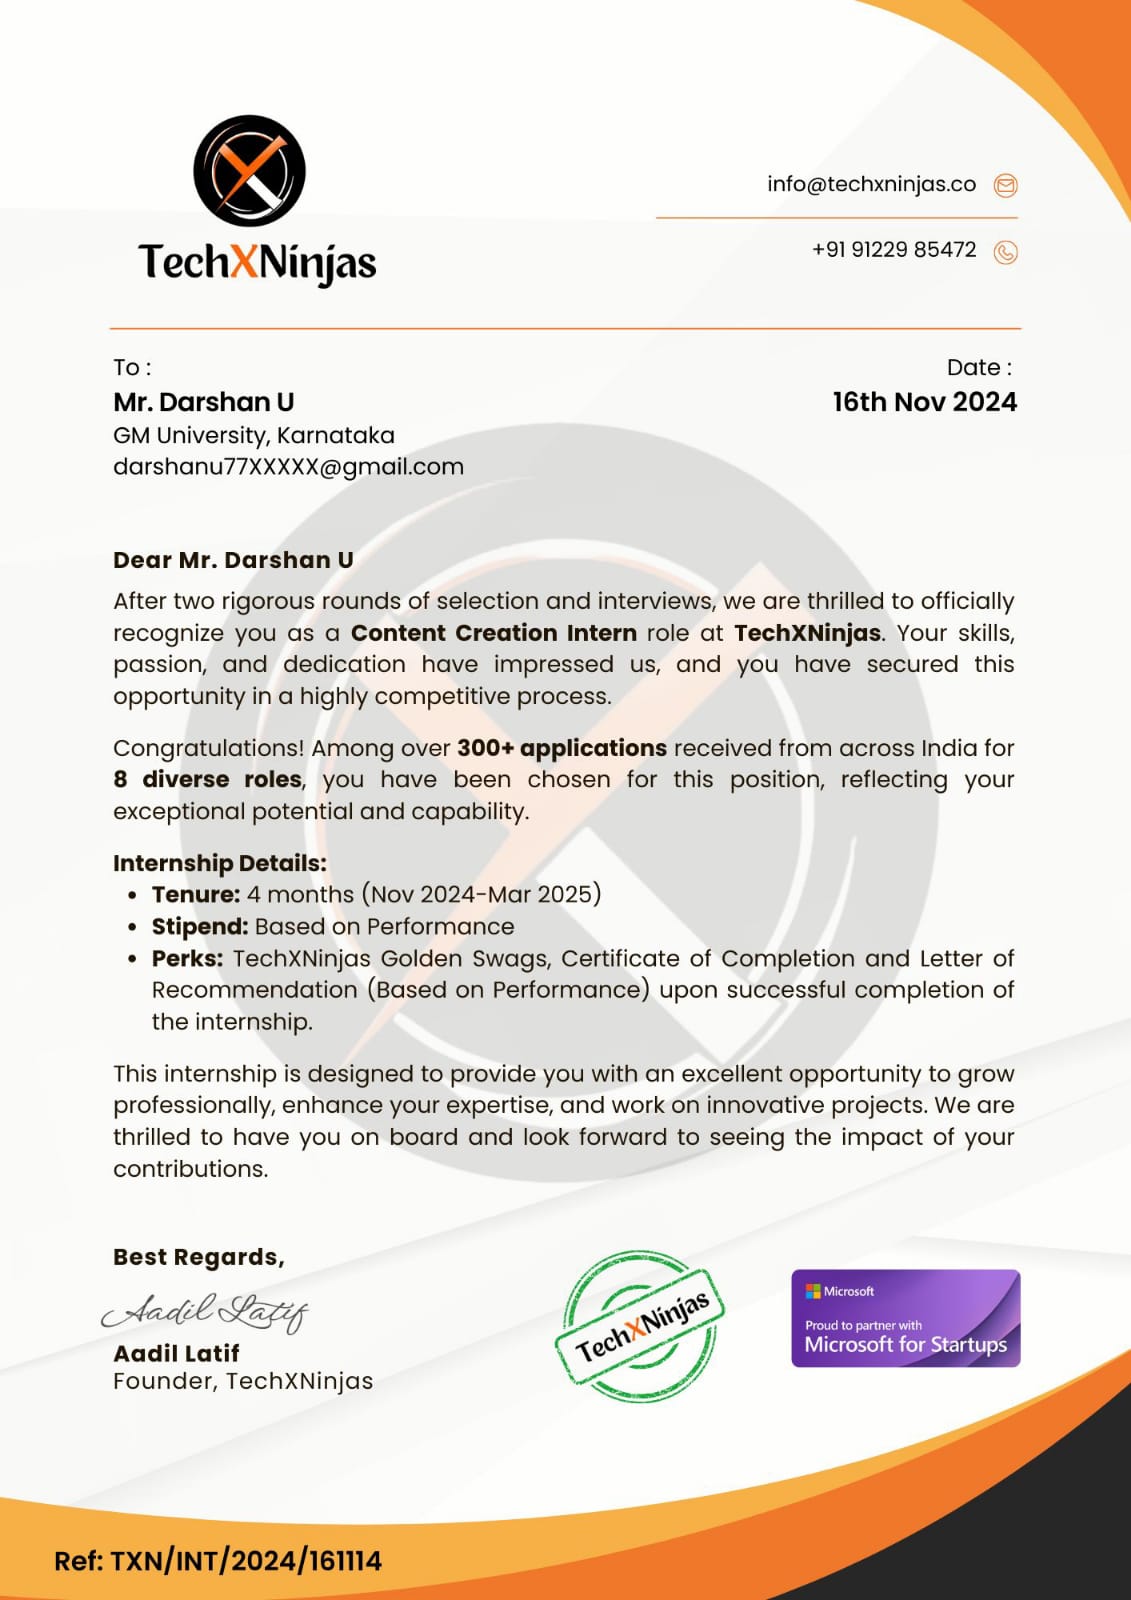 TechXNinjas
info@techxninjas.co
+91 91229 85472
To :
Date :
Mr. Darshan U
16th Nov 2024
GM University, Karnataka
darshanu77XXXXX@gmail.com
Dear Mr. Darshan U
After two rigorous rounds of selection and interviews, we are thrilled to officially
recognize you as a Content Creation Intern role at TechXNinjas. Your skills,
passion, and dedication have impressed us, and you have secured this
opportunity in a highly competitive process.
Congratulations! Among over 300+ applications received from across India for
8 diverse roles, you have been chosen for this position, reflecting your
exceptional potential and capability.
Internship Details:
• Tenure: 4 months (Nov 2024-Mar 2025)
• Stipend: Based on Performance
• Perks: TechXNinjas Golden Swags, Certificate of Completion and Letter of
Recommendation (Based on Performance) upon successful completion of
the internship.
This internship is designed to provide you with an excellent opportunity to grow
professionally, enhance your expertise, and work on innovative projects. We are
thrilled to have you on board and look forward to seeing the impact of your
contributions.
Best Regards,
Aadil Latif
Aadil Latif
Founder, TechXNinjas
TechXNinjas
Microsoft
Proud to partner with
Microsoft for Startups
Ref: TXN/INT/2024/161114